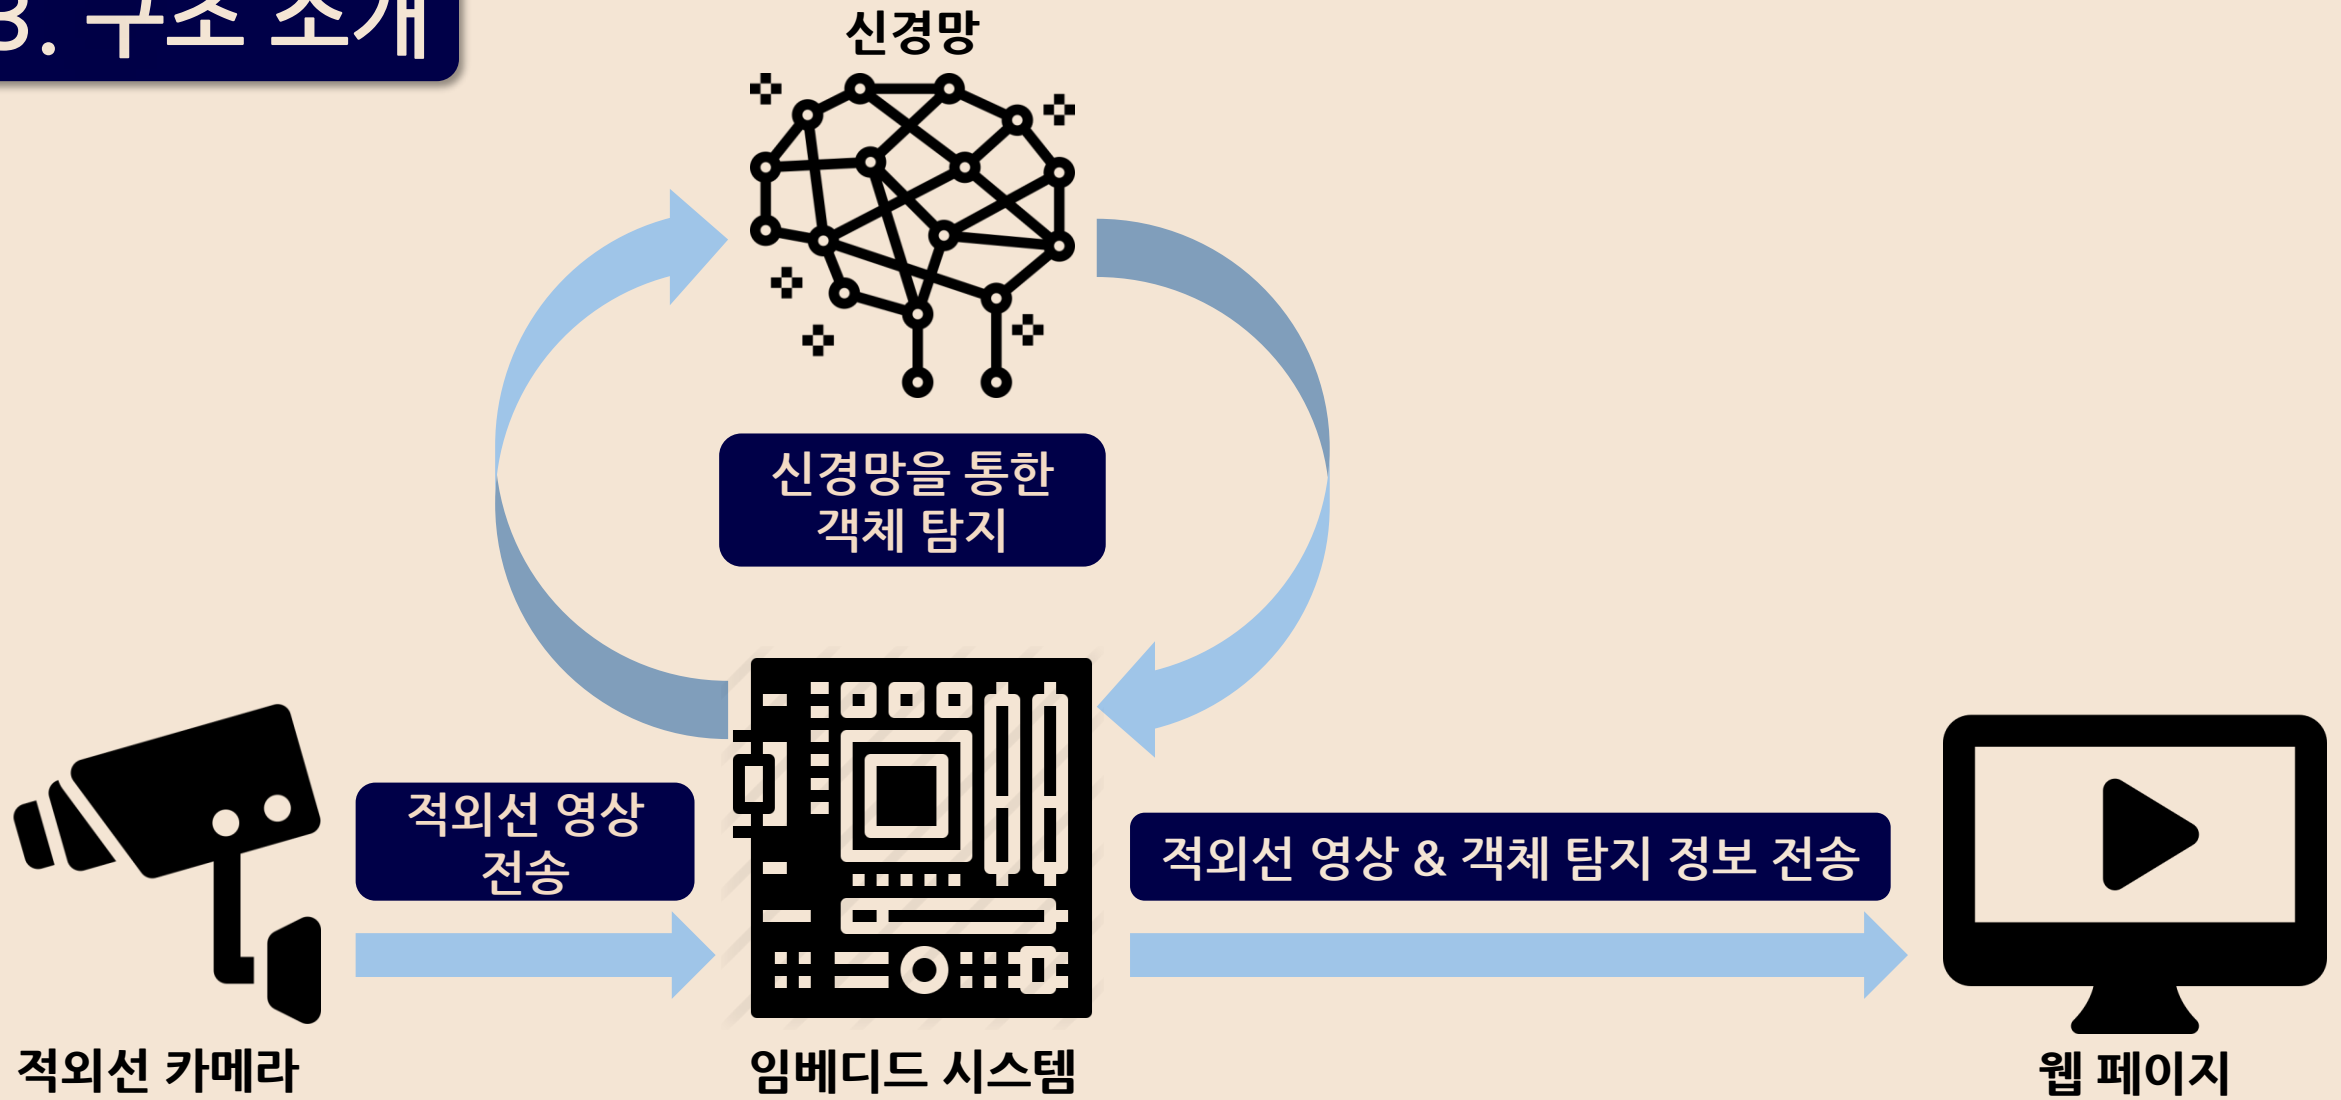 3. 구조 소개
신경망
신경망을 통한
객체 탐지
적외선 영상
전송
적외선 영상 & 객체 탐지 정보 전송
적외선 카메라
임베디드 시스템
웹 페이지